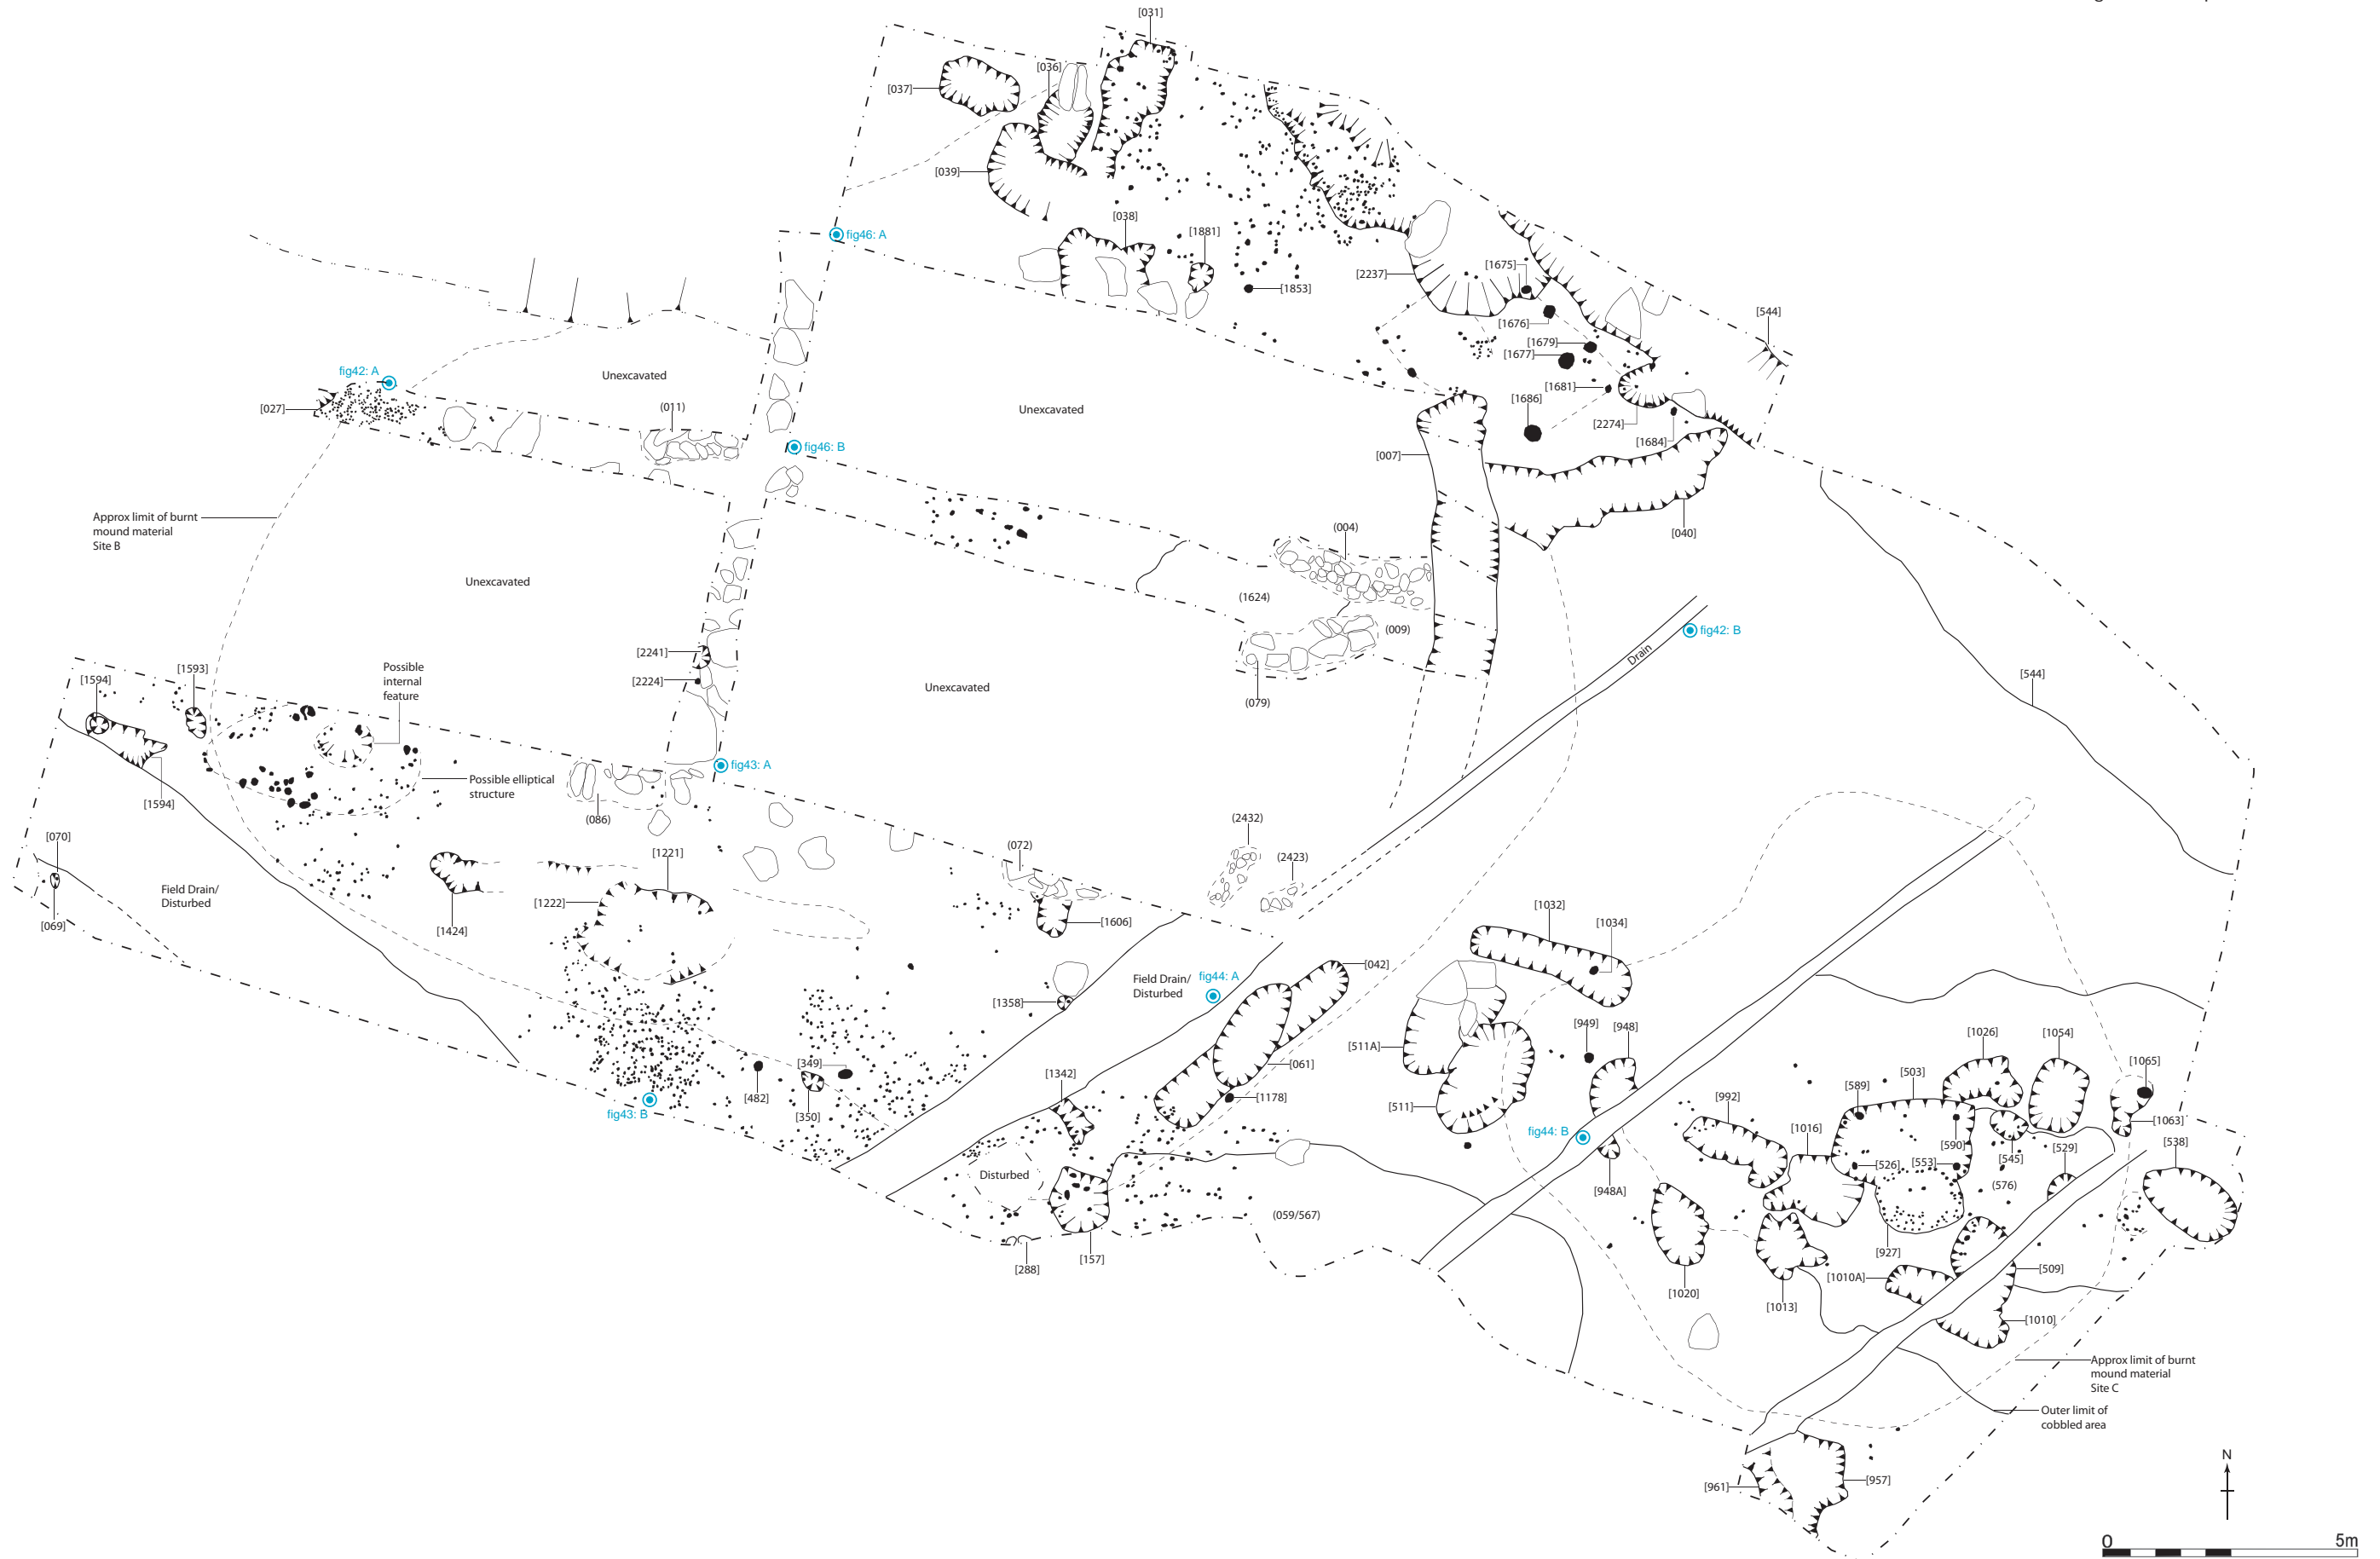 [031]
[036]
[037]
[039]
[038]
[1881]
fig46: A
[2237]
[1675]
[1853]
[544]
[1676]
[1679]
[1677]
fig42: A
Unexcavated
[1681]
[027]
(011)
Unexcavated
[1686]
[2274]
[1684]
fig46: B
[007]
Approx limit of burnt
mound material
Site B
(004)
[040]
Unexcavated
(1624)
(009)
fig42: B
Drain
[2241]
[1593]
Possible
internal
feature
[1594]
[2224]
Unexcavated
[544]
(079)
fig43: A
Possible elliptical
structure
[1594]
(086)
(2432)
[070]
(072)
[1221]
(2423)
Field Drain/
Disturbed
[1222]
[1032]
[069]
[1424]
[1606]
[1034]
[042]
Field Drain/
Disturbed
fig44: A
[1358]
[949]
[948]
[1026]
[1054]
[511A]
[349]
[061]
[1342]
[589]
[503]
[1065]
[482]
[1178]
[992]
[511]
fig43: B
[350]
[1063]
fig44: B
[1016]
[590]
[538]
[545]
[529]
[526]
[553]
Disturbed
(576)
[948A]
(059/567)
[927]
[157]
[288]
[509]
[1010A]
[1020]
[1013]
[1010]
Approx limit of burnt
mound material
Site C
Outer limit of
cobbled area
N
[961]
[957]
0 5m